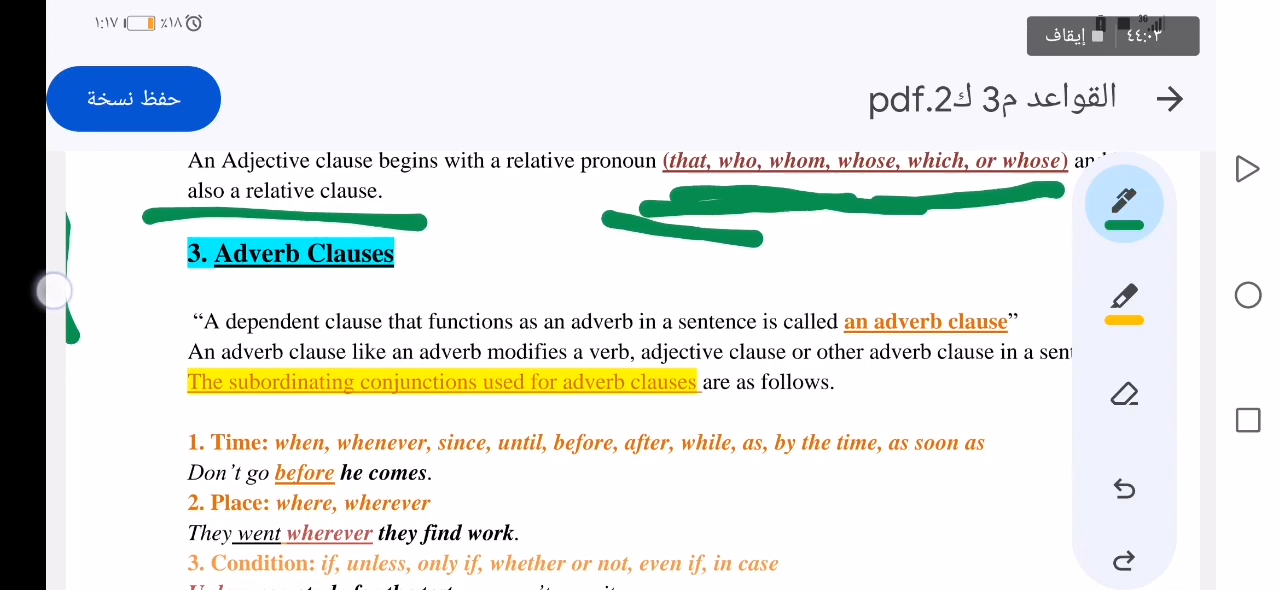 ١:١٧ ٪١٨ 3G
إيقاف ٤٤:٠٣
حفظ نسخة
القواعد م3 ك2.pdf
An Adjective clause begins with a relative pronoun (that, who, whom, whose, which, or whose)
also a relative clause.
3. Adverb Clauses
“A dependent clause that functions as an adverb in a sentence is called an adverb clause”
An adverb clause like an adverb modifies a verb, adjective clause or other adverb clause in a
The subordinating conjunctions used for adverb clauses are as follows.
1. Time: when, whenever, since, until, before, after, while, as, by the time, as soon as
Don’t go before he comes.
2. Place: where, wherever
They went wherever they find work.
3. Condition: if, unless, only if, whether or not, even if, in case